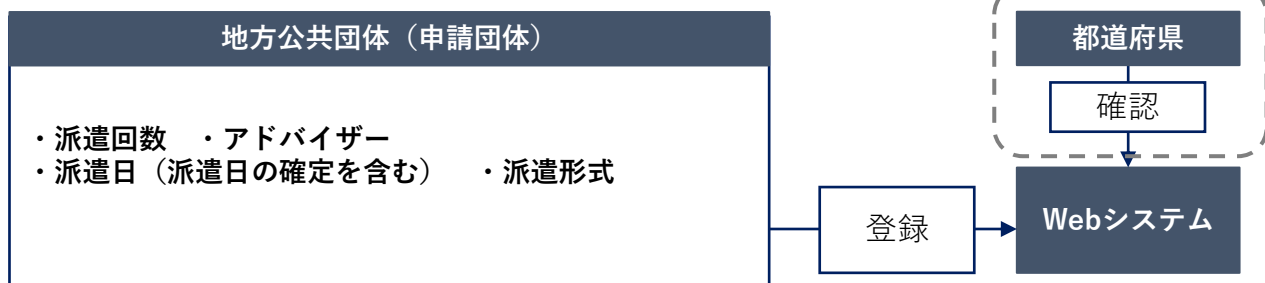 地方公共団体（申請団体）
・派遣回数　・アドバイザー
・派遣日（派遣日の確定を含む）　・派遣形式
登録
都道府県
確認
Webシステム